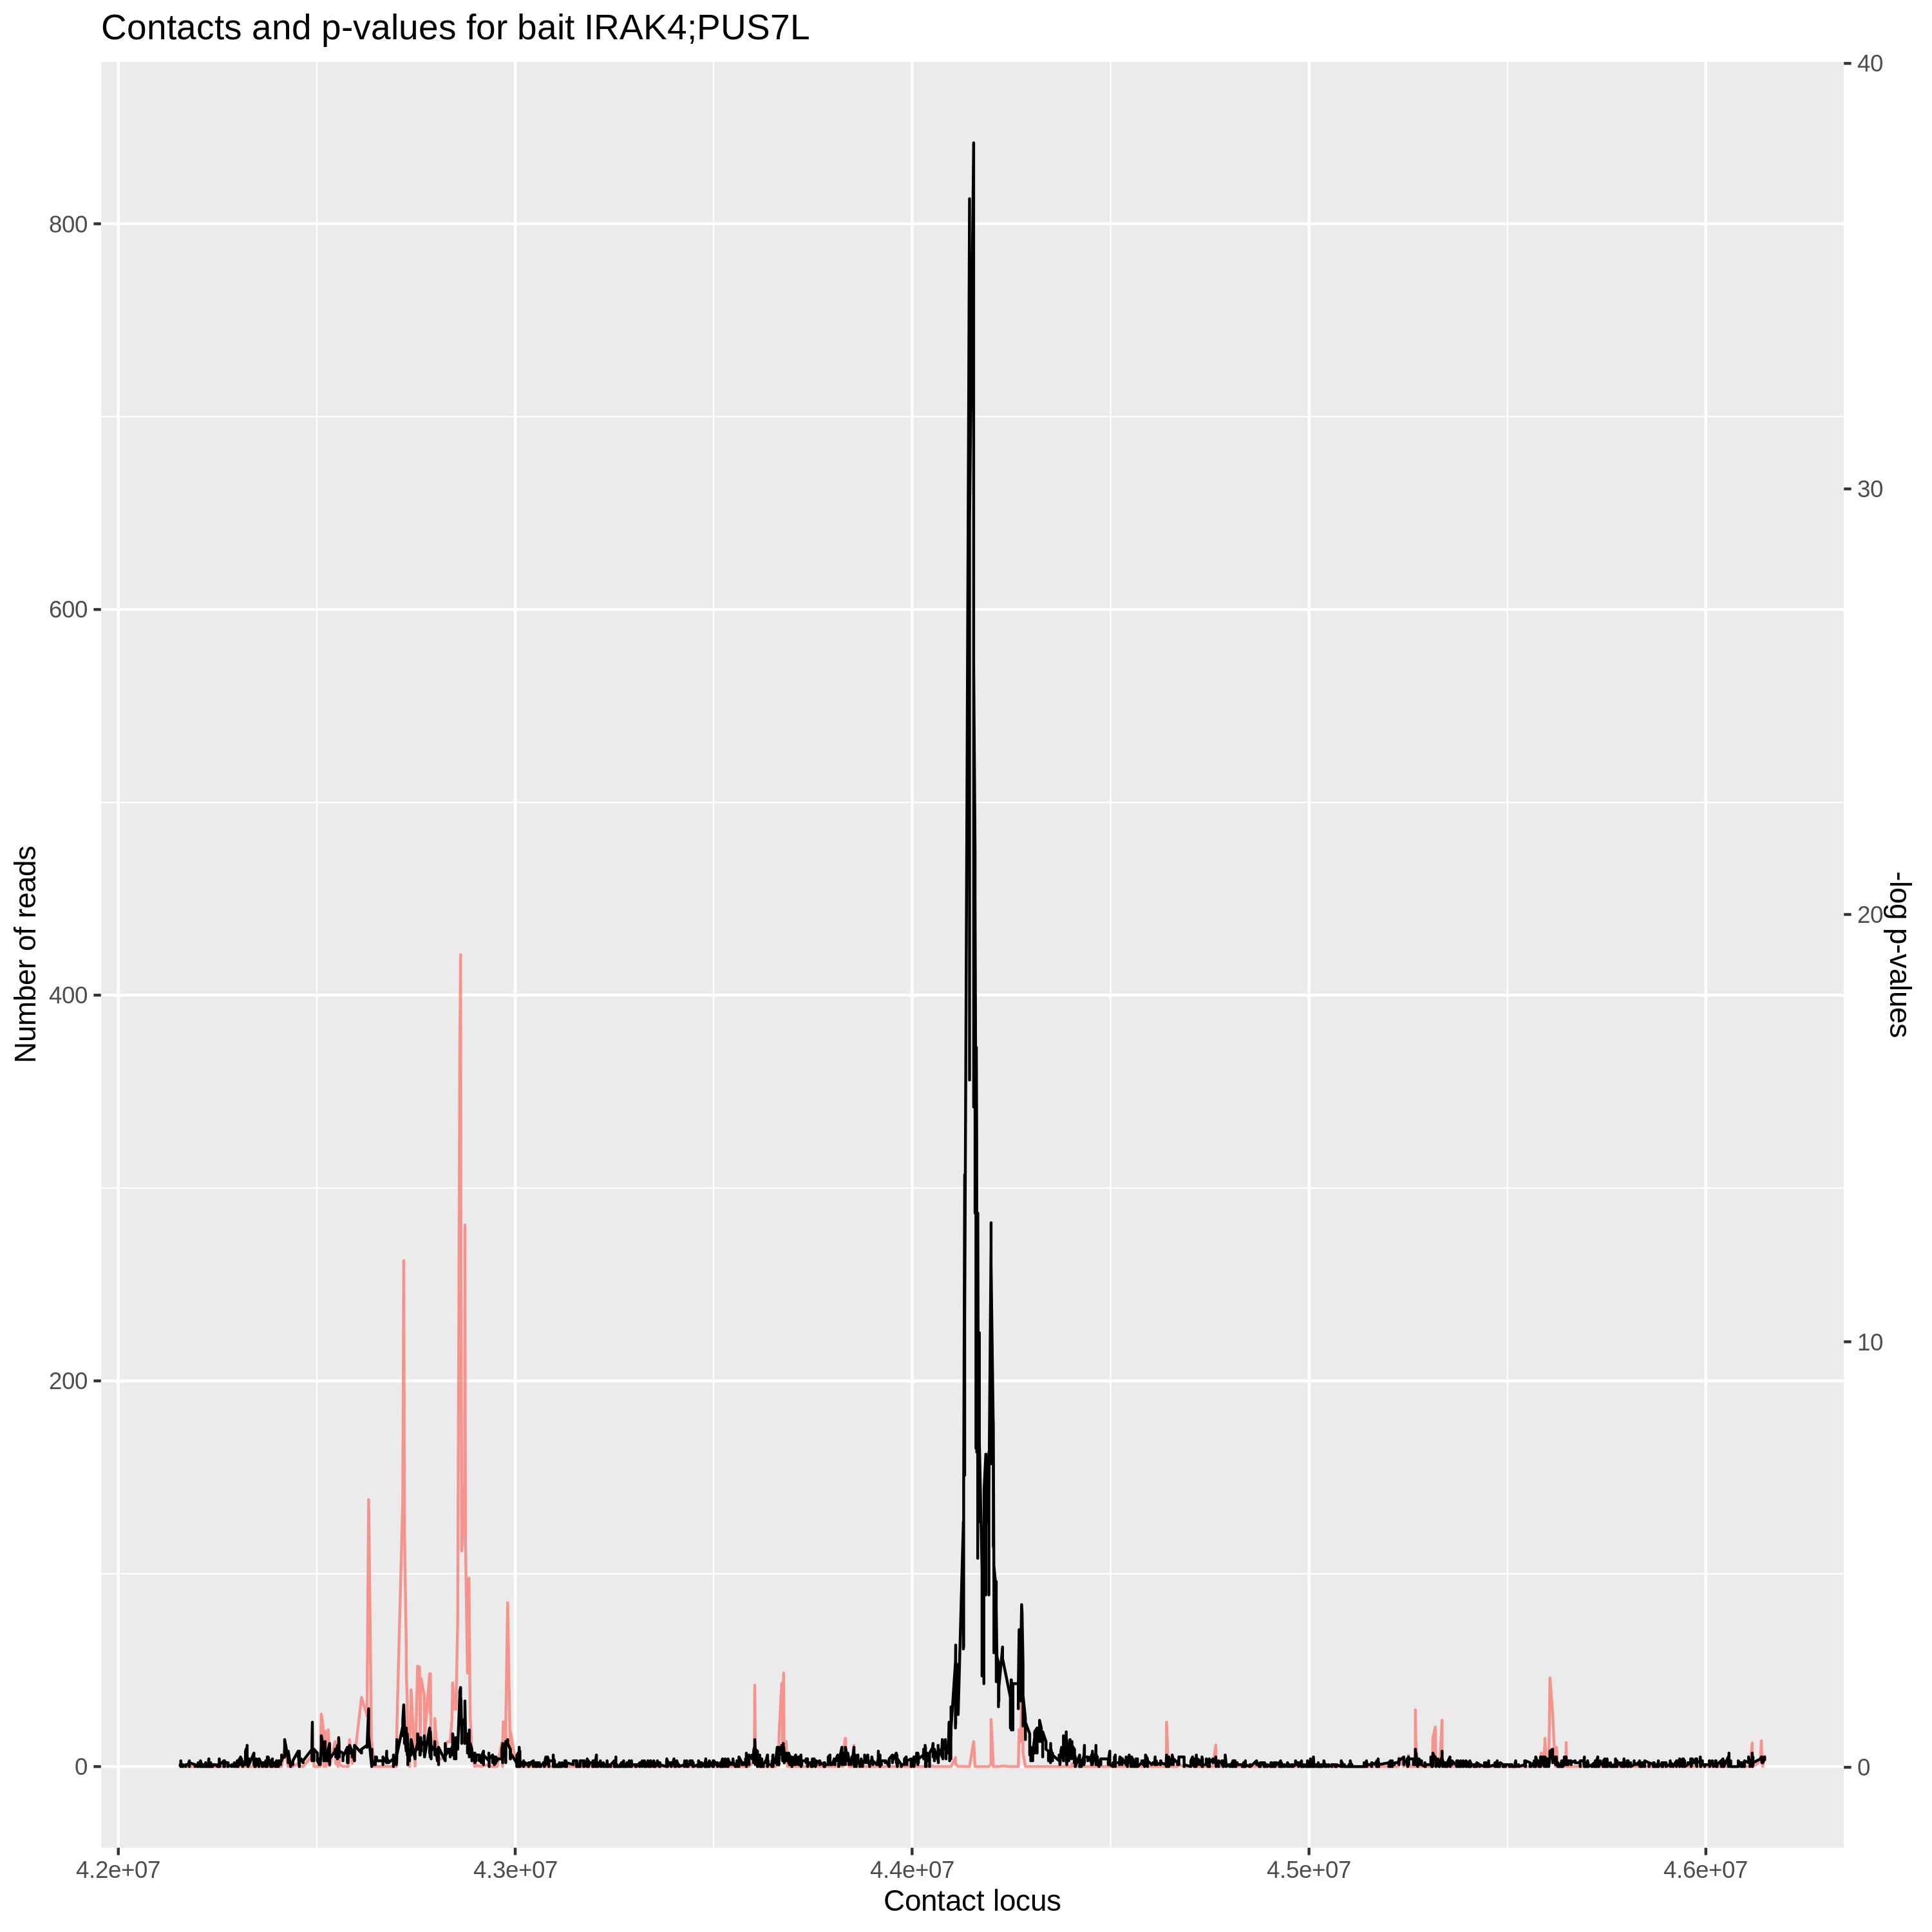 Contacts and p-values for bait IRAK4;PUS7L
Number of reads
800
600
400
200
0
40
30
20
10
0
-log p-values
4.2e+07
4.3e+07
4.4e+07
4.5e+07
4.6e+07
Contact locus